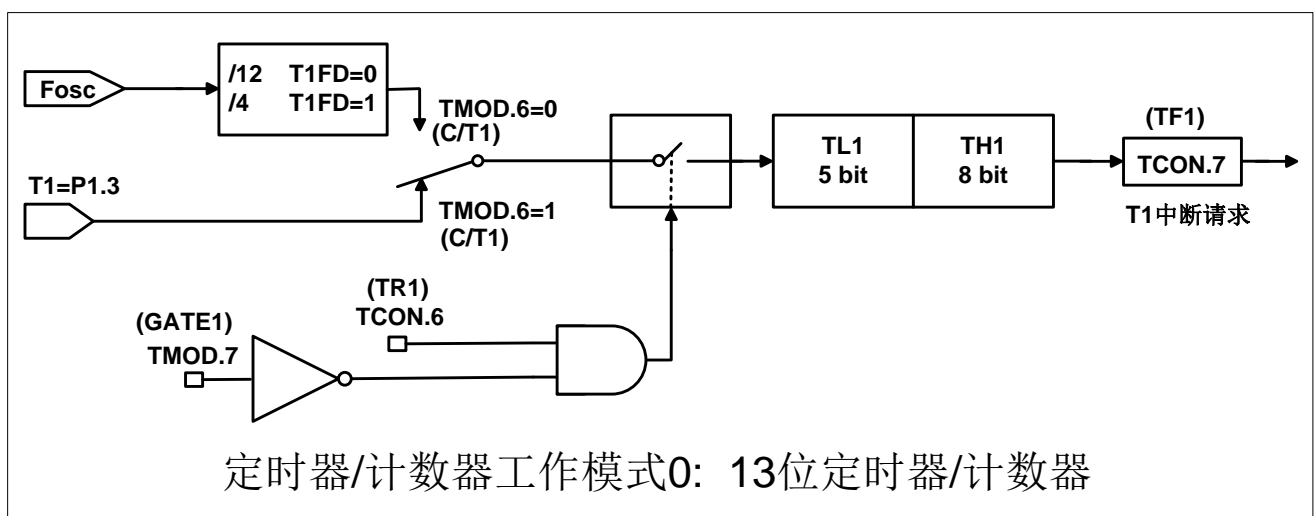 Fosc
/12 T1FD=0
/4 T1FD=1
TMOD.6=0
(C/T1)
T1=P1.3
TMOD.6=1
(C/T1)
TL1
5 bit
TH1
8 bit
(TF1)
TCON.7
T1中断请求
(TR1)
TCON.6
(GATE1)
TMOD.7
定时器/计数器工作模式0: 13位定时器/计数器